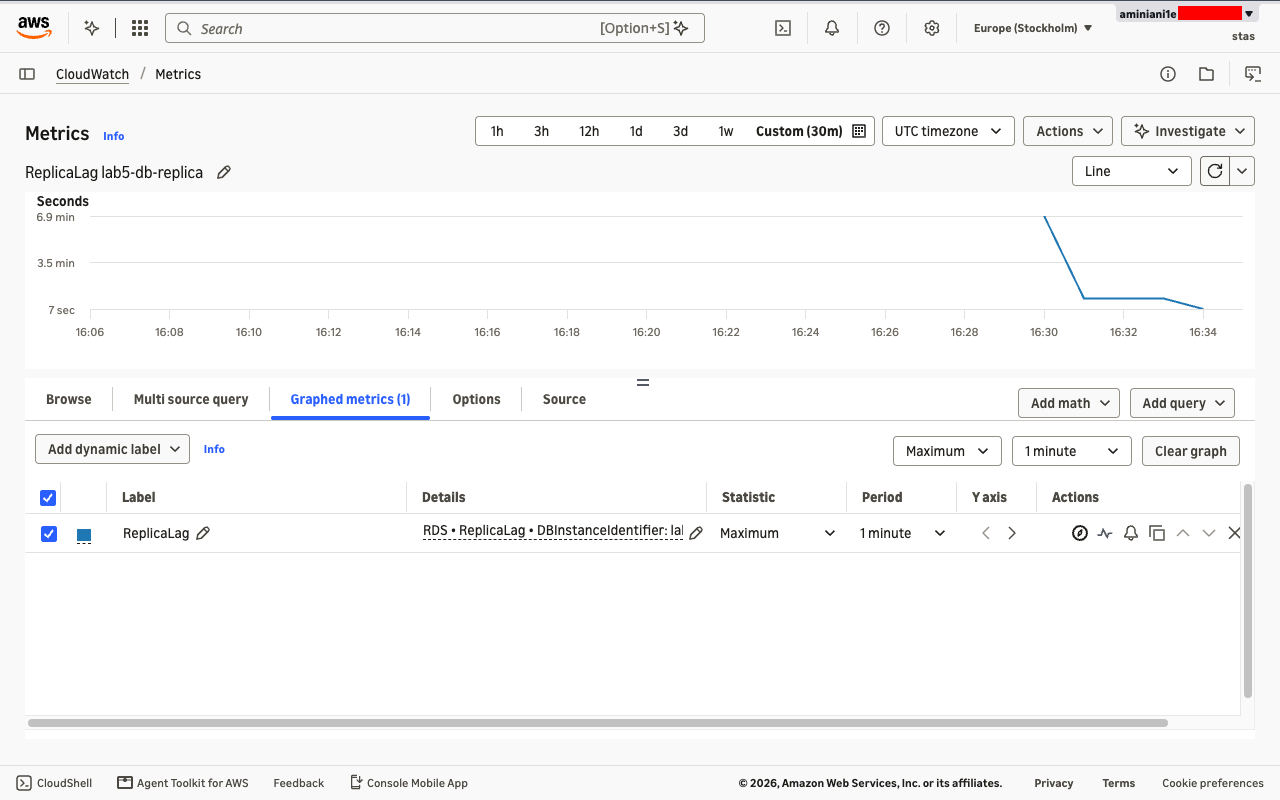 aws
Search [Option+S]
Europe (Stockholm)
aminiani1e
stas
CloudWatch / Metrics
Metrics Info
1h 3h 12h 1d 3d 1w Custom (30m)
UTC timezone
Actions
Investigate
ReplicaLag lab5-db-replica
Line
Seconds
6.9 min
3.5 min
7 sec
16:06 16:08 16:10 16:12 16:14 16:16 16:18 16:20 16:22 16:24 16:26 16:28 16:30 16:32 16:34
Browse Multi source query Graphed metrics (1) Options Source
Add math Add query
Add dynamic label Info
Maximum 1 minute Clear graph
Label Details Statistic Period Y axis Actions
ReplicaLag RDS • ReplicaLag • DBInstanceIdentifier: la Maximum 1 minute
CloudShell Agent Toolkit for AWS Feedback Console Mobile App © 2026, Amazon Web Services, Inc. or its affiliates. Privacy Terms Cookie preferences